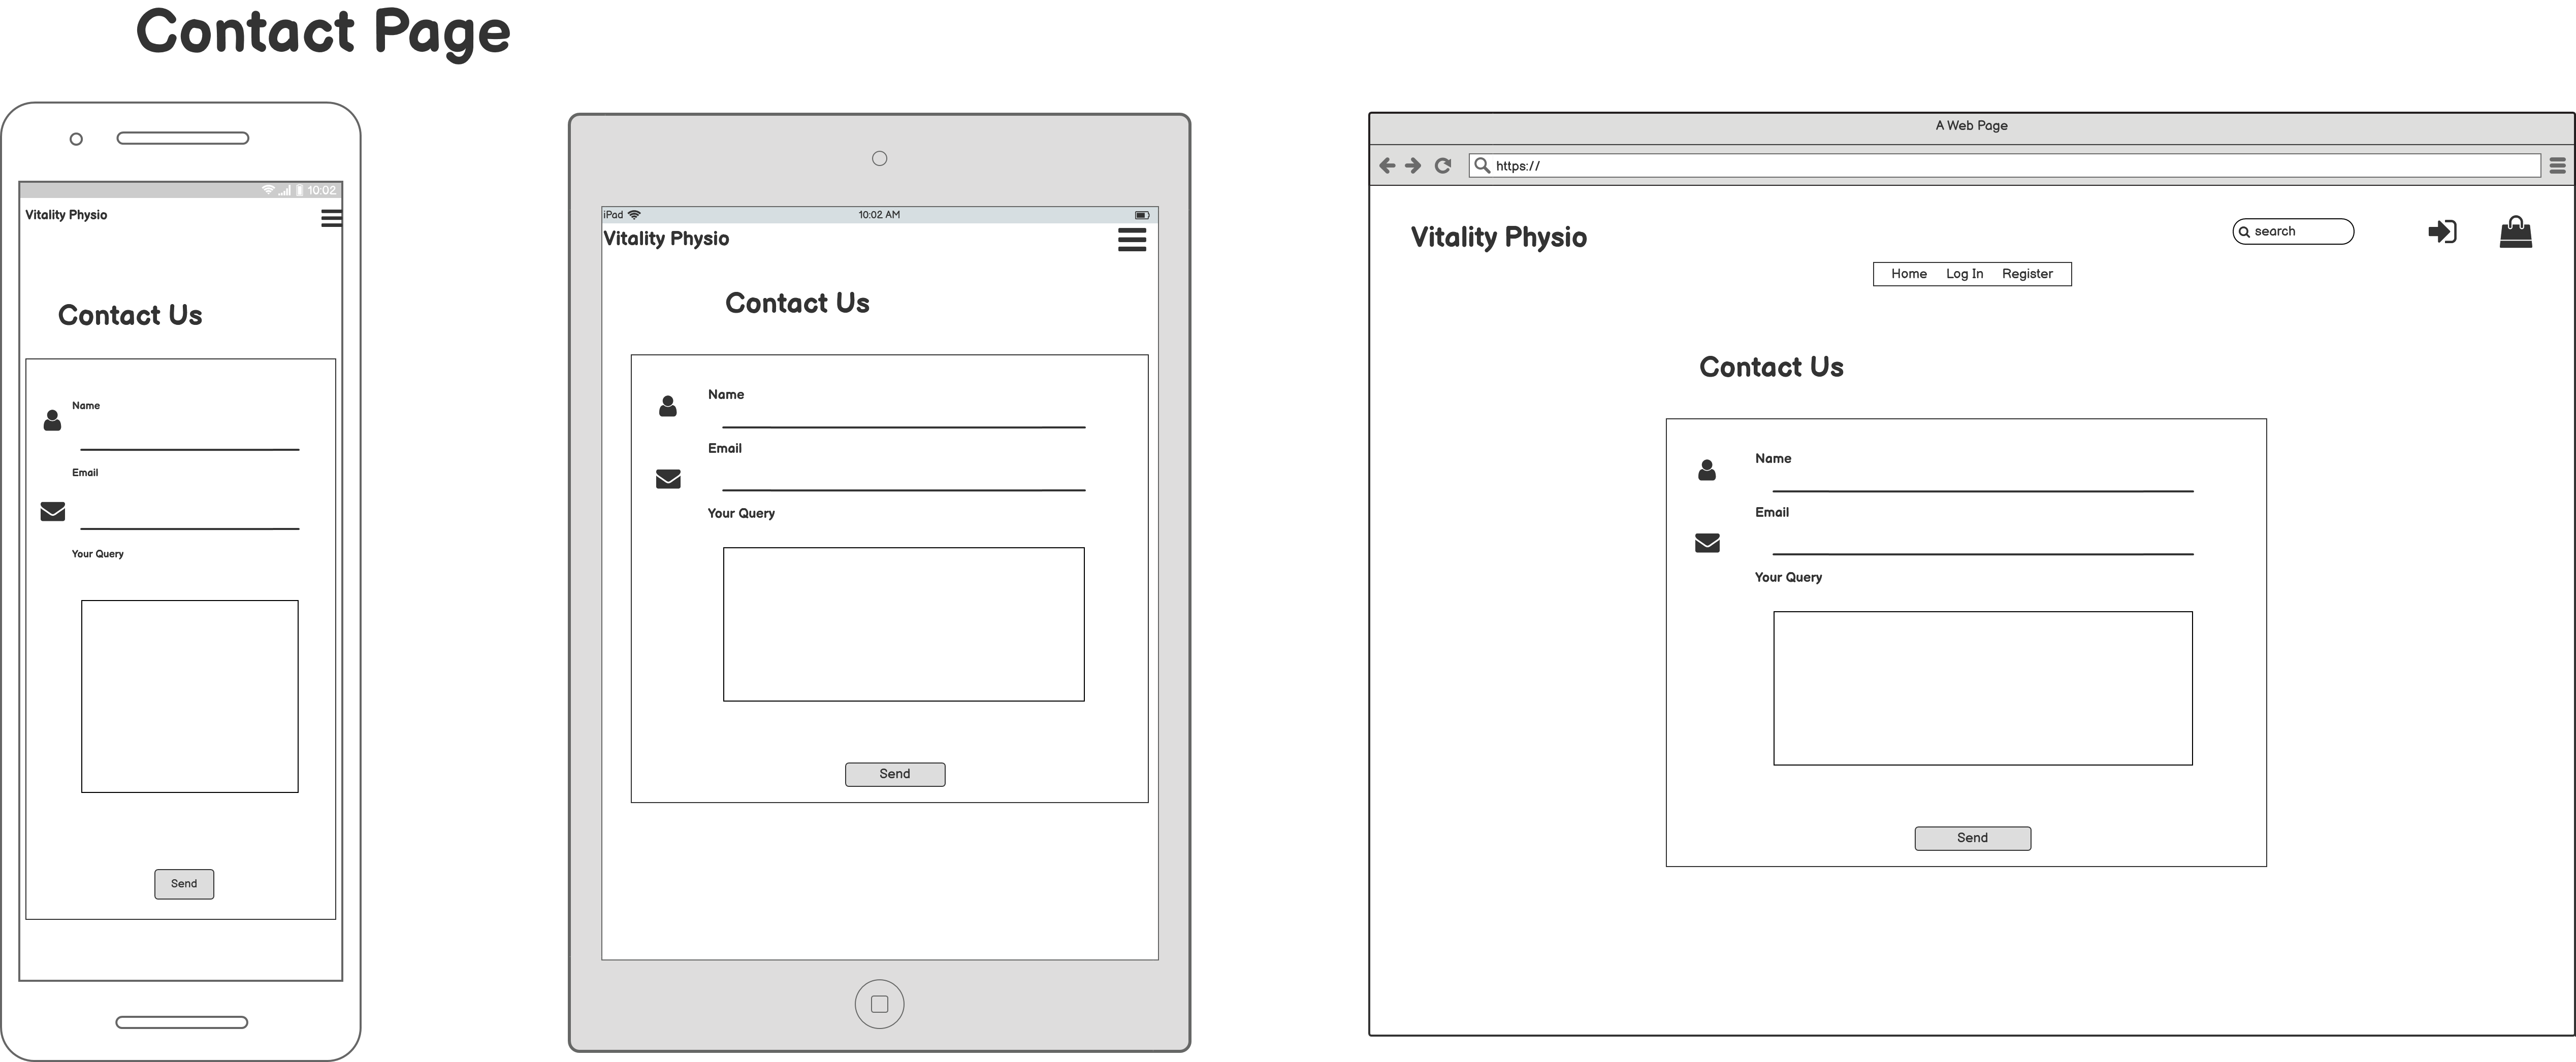 Contact Page
10:02
Vitality Physio
Contact Us
Name
Email
Your Query
Send
iPad
10:02 AM
Vitality Physio
Contact Us
Name
Email
Your Query
Send
A Web Page
https://
Vitality Physio
search
Home Log In Register
Contact Us
Name
Email
Your Query
Send